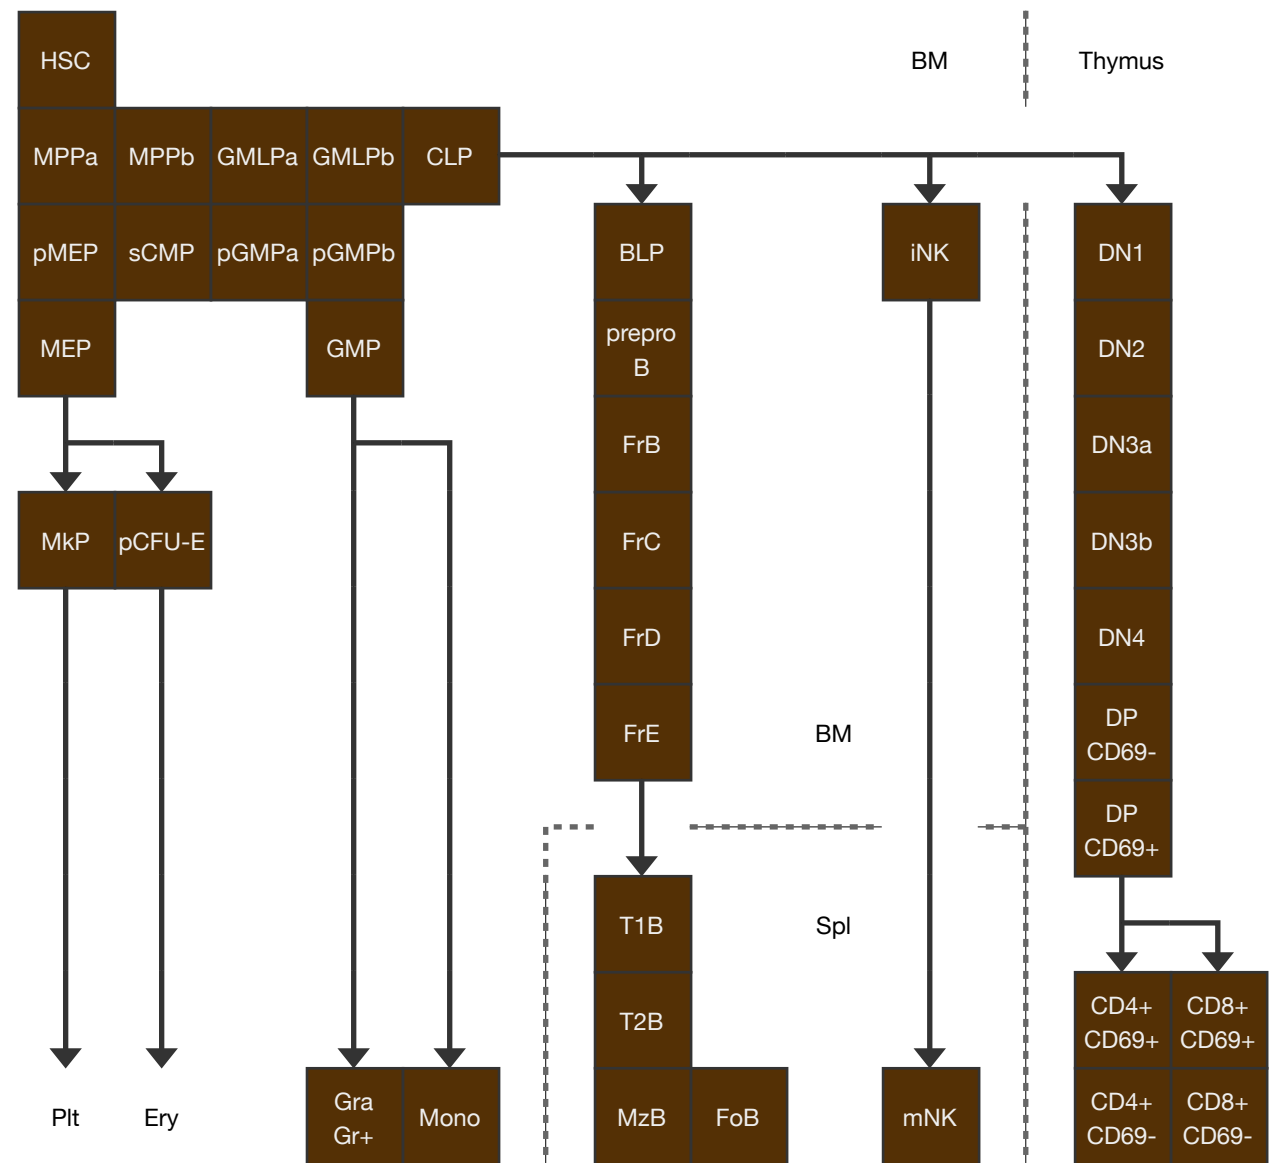 HSC
BM
Thymus
MPPa
MPPb
GMLPa
GMLPb
CLP
pMEP
sCMP
pGMPa
pGMPb
BLP
iNK
DN1
MEP
GMP
prepro
B
DN2
FrB
DN3a
MkP
pCFU-E
FrC
DN3b
FrD
DN4
FrE
BM
DP
CD69-
DP
CD69+
T1B
Spl
T2B
CD4+
CD69+
CD8+
CD69+
Plt
Ery
Gra
Gr+
Mono
MzB
FoB
mNK
CD4+
CD69-
CD8+
CD69-